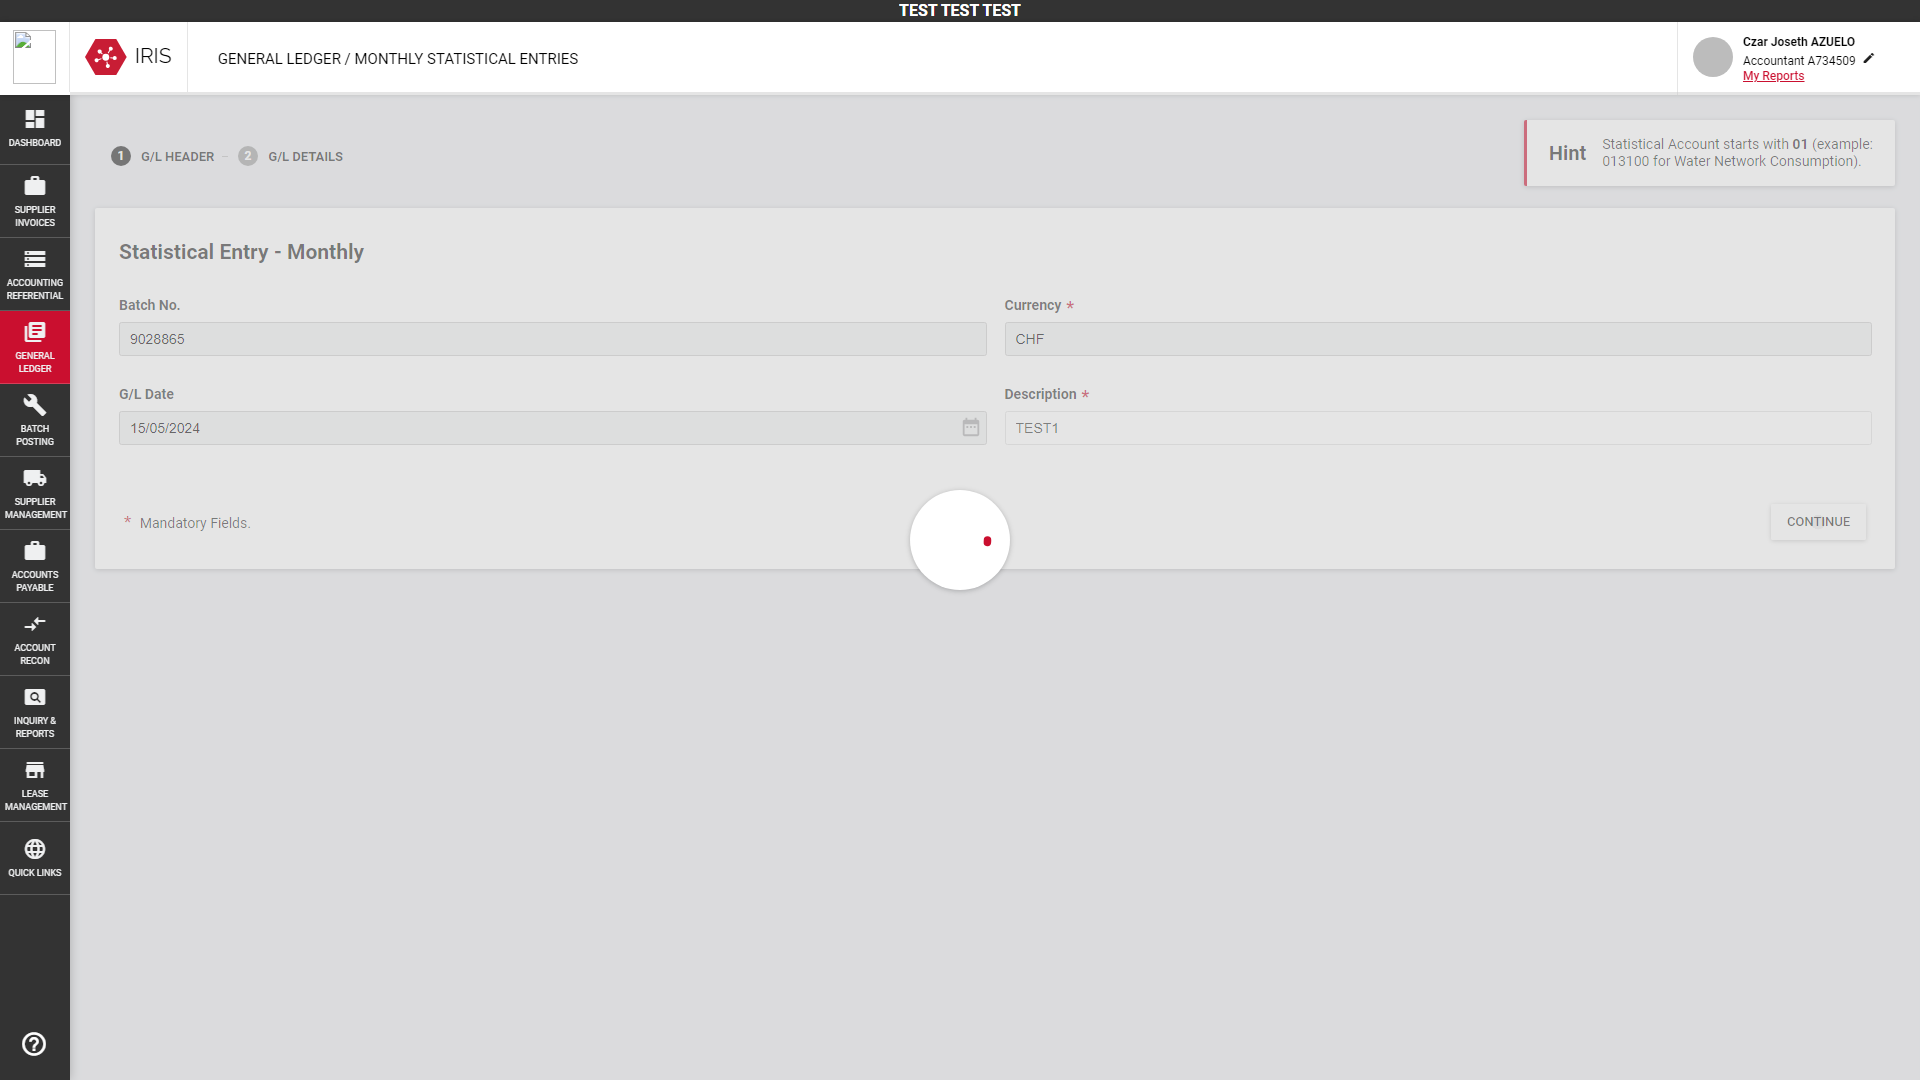 TEST TEST TEST
IRIS
GENERAL LEDGER / MONTHLY STATISTICAL ENTRIES
Czar Joseth AZUELO
Accountant A734509
My Reports
DASHBOARD
SUPPLIER
INVOICES
ACCOUNTING
REFERENTIAL
GENERAL
LEDGER
BATCH
POSTING
SUPPLIER
MANAGEMENT
ACCOUNTS
PAYABLE
ACCOUNT
RECON
INQUIRY &
REPORTS
LEASE
MANAGEMENT
QUICK LINKS
1 G/L HEADER
2 G/L DETAILS
Hint
Statistical Account starts with 01 (example:
013100 for Water Network Consumption).
Statistical Entry - Monthly
Batch No.
9028865
Currency *
CHF
G/L Date
15/05/2024
Description *
TEST1
* Mandatory Fields.
CONTINUE